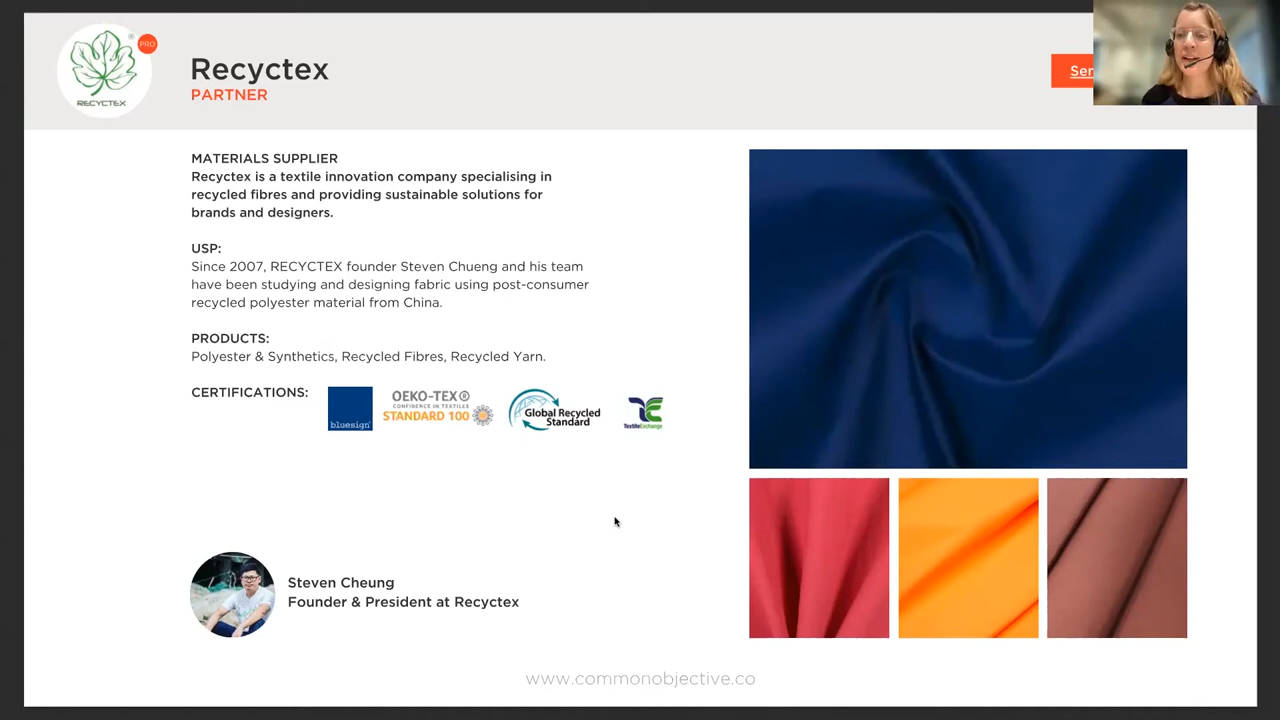 PRO
RECYCTEX
Recyctex
PARTNER
MATERIALS SUPPLIER
Recyctex is a textile innovation company specialising in
recycled fibres and providing sustainable solutions for
brands and designers.
USP:
Since 2007, RECYCTEX founder Steven Chueng and his team
have been studying and designing fabric using post-consumer
recycled polyester material from China.
PRODUCTS:
Polyester & Synthetics, Recycled Fibres, Recycled Yarn.
CERTIFICATIONS:
bluesign®
OEKO-TEX®
CONFIDENCE IN TEXTILES
STANDARD 100
Global Recycled
Standard
TextileExchange
Steven Cheung
Founder & President at Recyctex
www.commonobjective.co